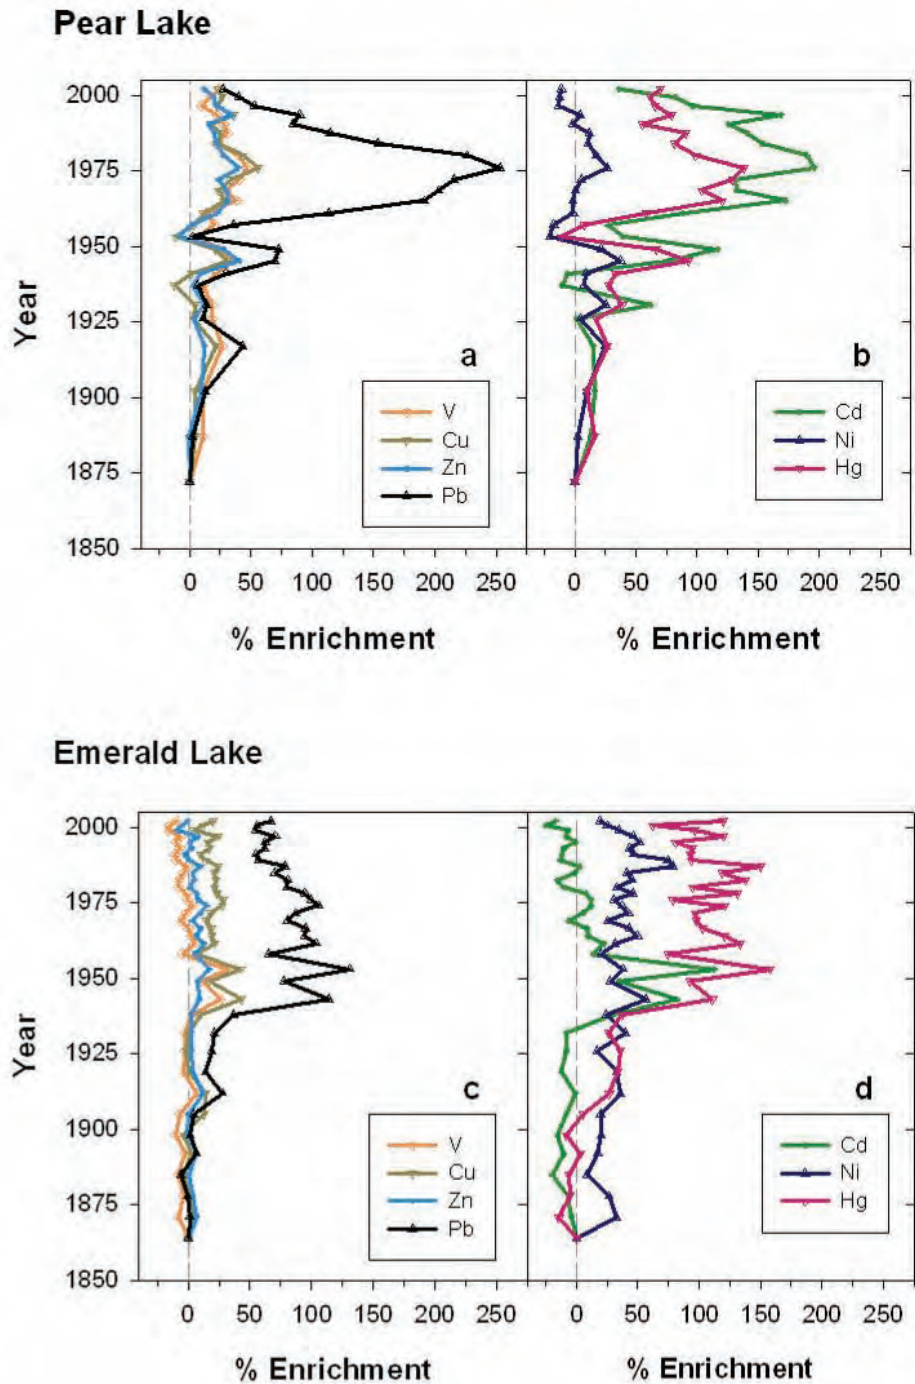 Pear Lake
2000
1975
1950
1925
1900
1875
1850
Year
a
V
Cu
Zn
Pb
b
Cd
Ni
Hg
0 50 100 150 200 250
0 50 100 150 200 250
% Enrichment
% Enrichment
Emerald Lake
2000
1975
1950
1925
1900
1875
1850
Year
c
V
Cu
Zn
Pb
d
Cd
Ni
Hg
0 50 100 150 200 250
0 50 100 150 200 250
% Enrichment
% Enrichment